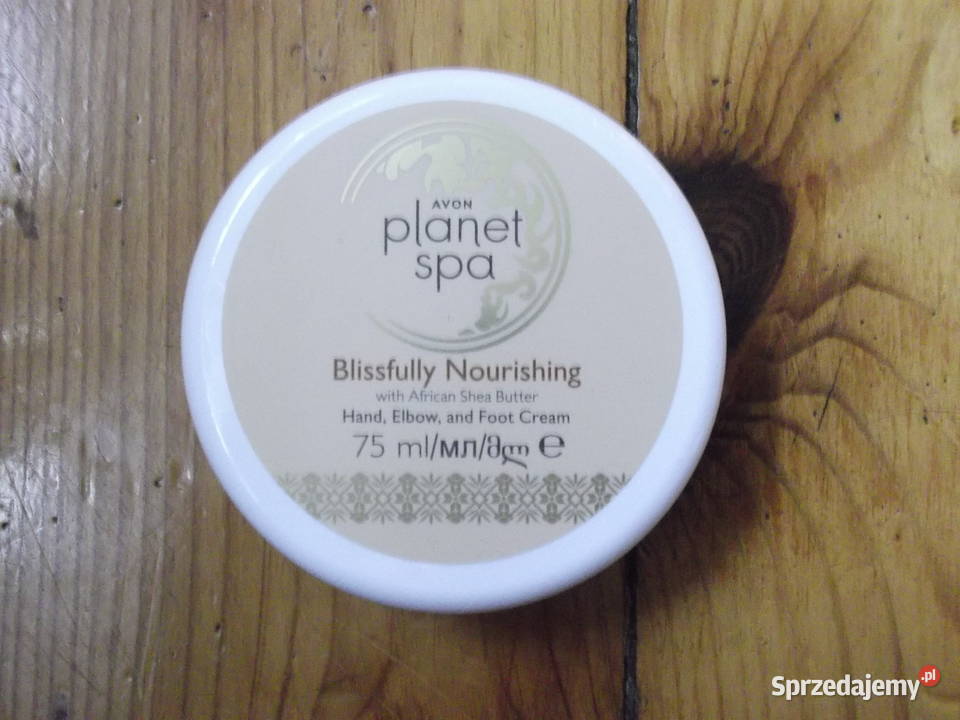 AVON
planet
spa
Blissfully Nourishing
with African Shea Butter
Hand, Elbow, and Foot Cream
75 ml/мл/მლ ℮
Sprzedajemy.pl